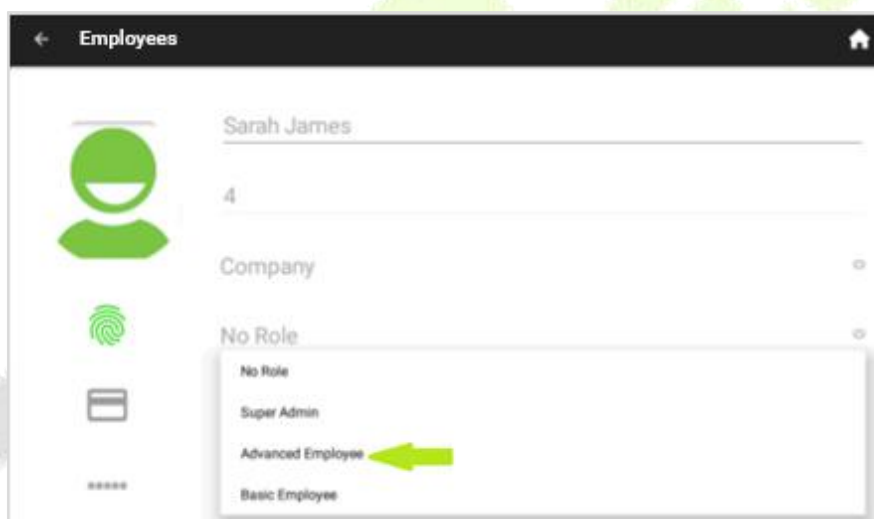 Employees
Sarah James
4
Company
No Role
No Role
Super Admin
Advanced Employee
Basic Employee